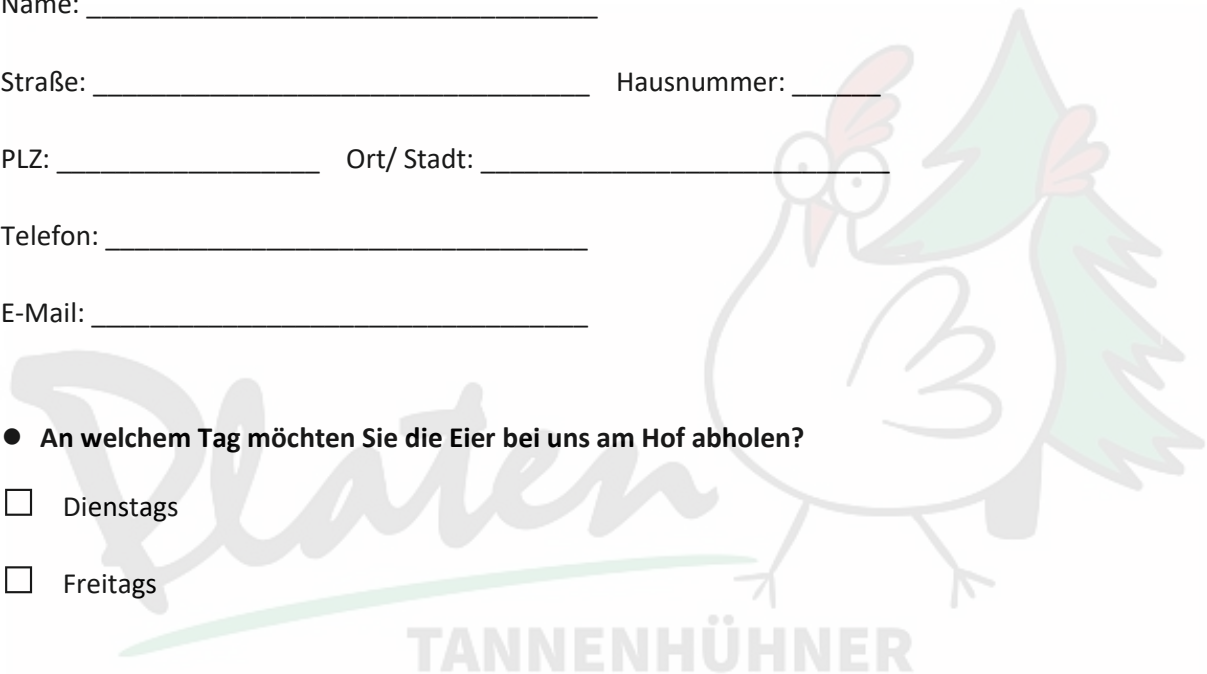 Name: ___________________________________
Straße: __________________________________ Hausnummer: ______
PLZ: __________________ Ort/ Stadt: ____________________________
Telefon: _________________________________
E-Mail: __________________________________
● An welchem Tag möchten Sie die Eier bei uns am Hof abholen?
☐ Dienstags
☐ Freitags
Platen
TANNENHÜHNER